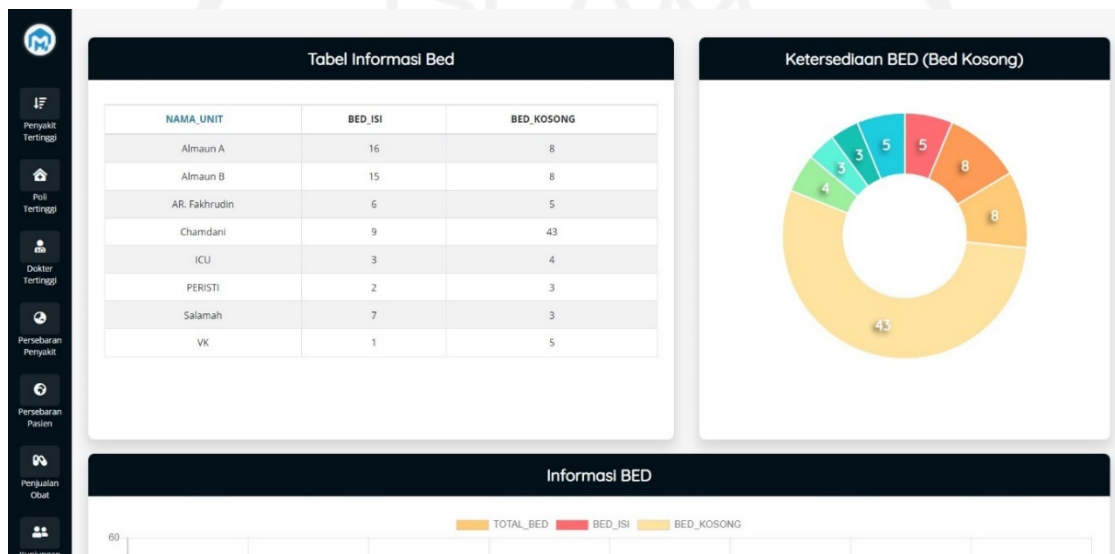 Penyakit
Tertinggi
Poli
Tertinggi
Dokter
Tertinggi
Persebaran
Penyakit
Persebaran
Pasien
Penjualan
Obat
Tabel Informasi Bed
NAMA_UNIT BED_ISI BED_KOSONG
Almaun A 16 8
Almaun B 15 8
AR. Fakhrudin 6 5
Chamdani 9 43
ICU 3 4
PERISTI 2 3
Salamah 7 3
VK 1 5
Ketersediaan BED (Bed Kosong)
5
8
8
43
4
3
3
5
Informasi BED
TOTAL_BED BED_ISI BED_KOSONG
60